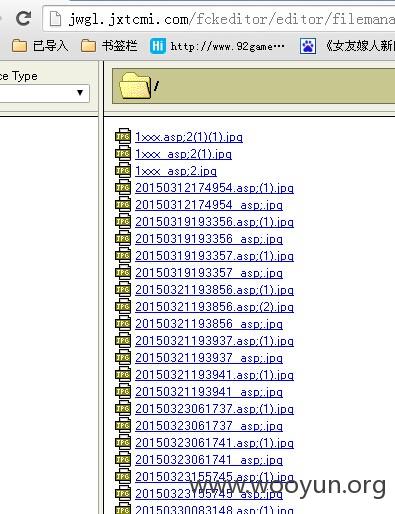 jwgl.jxtcmi.com/fckeditor/editor/filemana
已导入 书签栏 Hi http://www.92game… 《女友嫁人新
ce Type
/
1xxx.asp;2(1)(1).jpg
1xxx_asp;2(1).jpg
1xxx_asp;2.jpg
20150312174954.asp;(1).jpg
20150312174954_asp;.jpg
20150319193356.asp;(1).jpg
20150319193356_asp;.jpg
20150319193357.asp;(1).jpg
20150319193357_asp;.jpg
20150321193856.asp;(1).jpg
20150321193856.asp;(2).jpg
20150321193856_asp;.jpg
20150321193937.asp;(1).jpg
20150321193937_asp;.jpg
20150321193941.asp;(1).jpg
20150321193941_asp;.jpg
20150323061737.asp;(1).jpg
20150323061737_asp;.jpg
20150323061741.asp;(1).jpg
20150323061741_asp;.jpg
20150323155745.asp;(1).jpg
20150323155745_asp;.jpg
20150330083148.asp;(1).jpg
www.wooyun.org